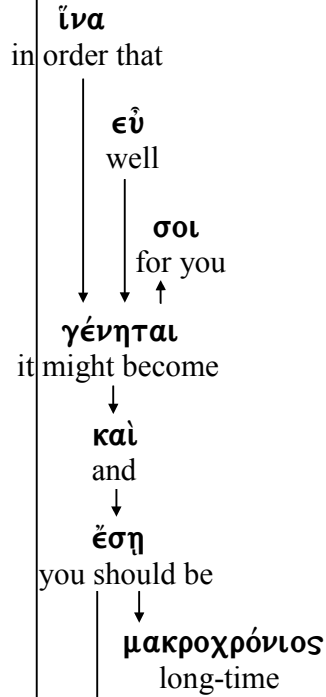 ἵνα
in order that
εὖ
well
σοι
for you
γένηται
it might become
καὶ
and
ἔσῃ
you should be
μακροχρόνιος
long-time